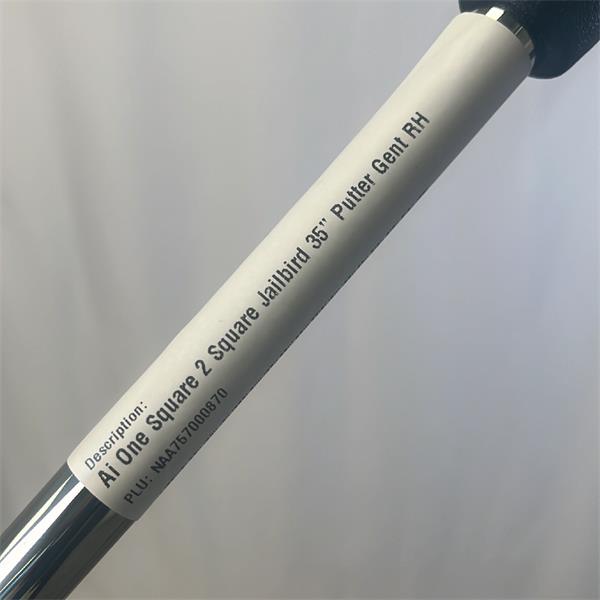 Description:
Ai One Square 2 Square Jailbird 35" Putter Gent RH
PLU: NAA757000870